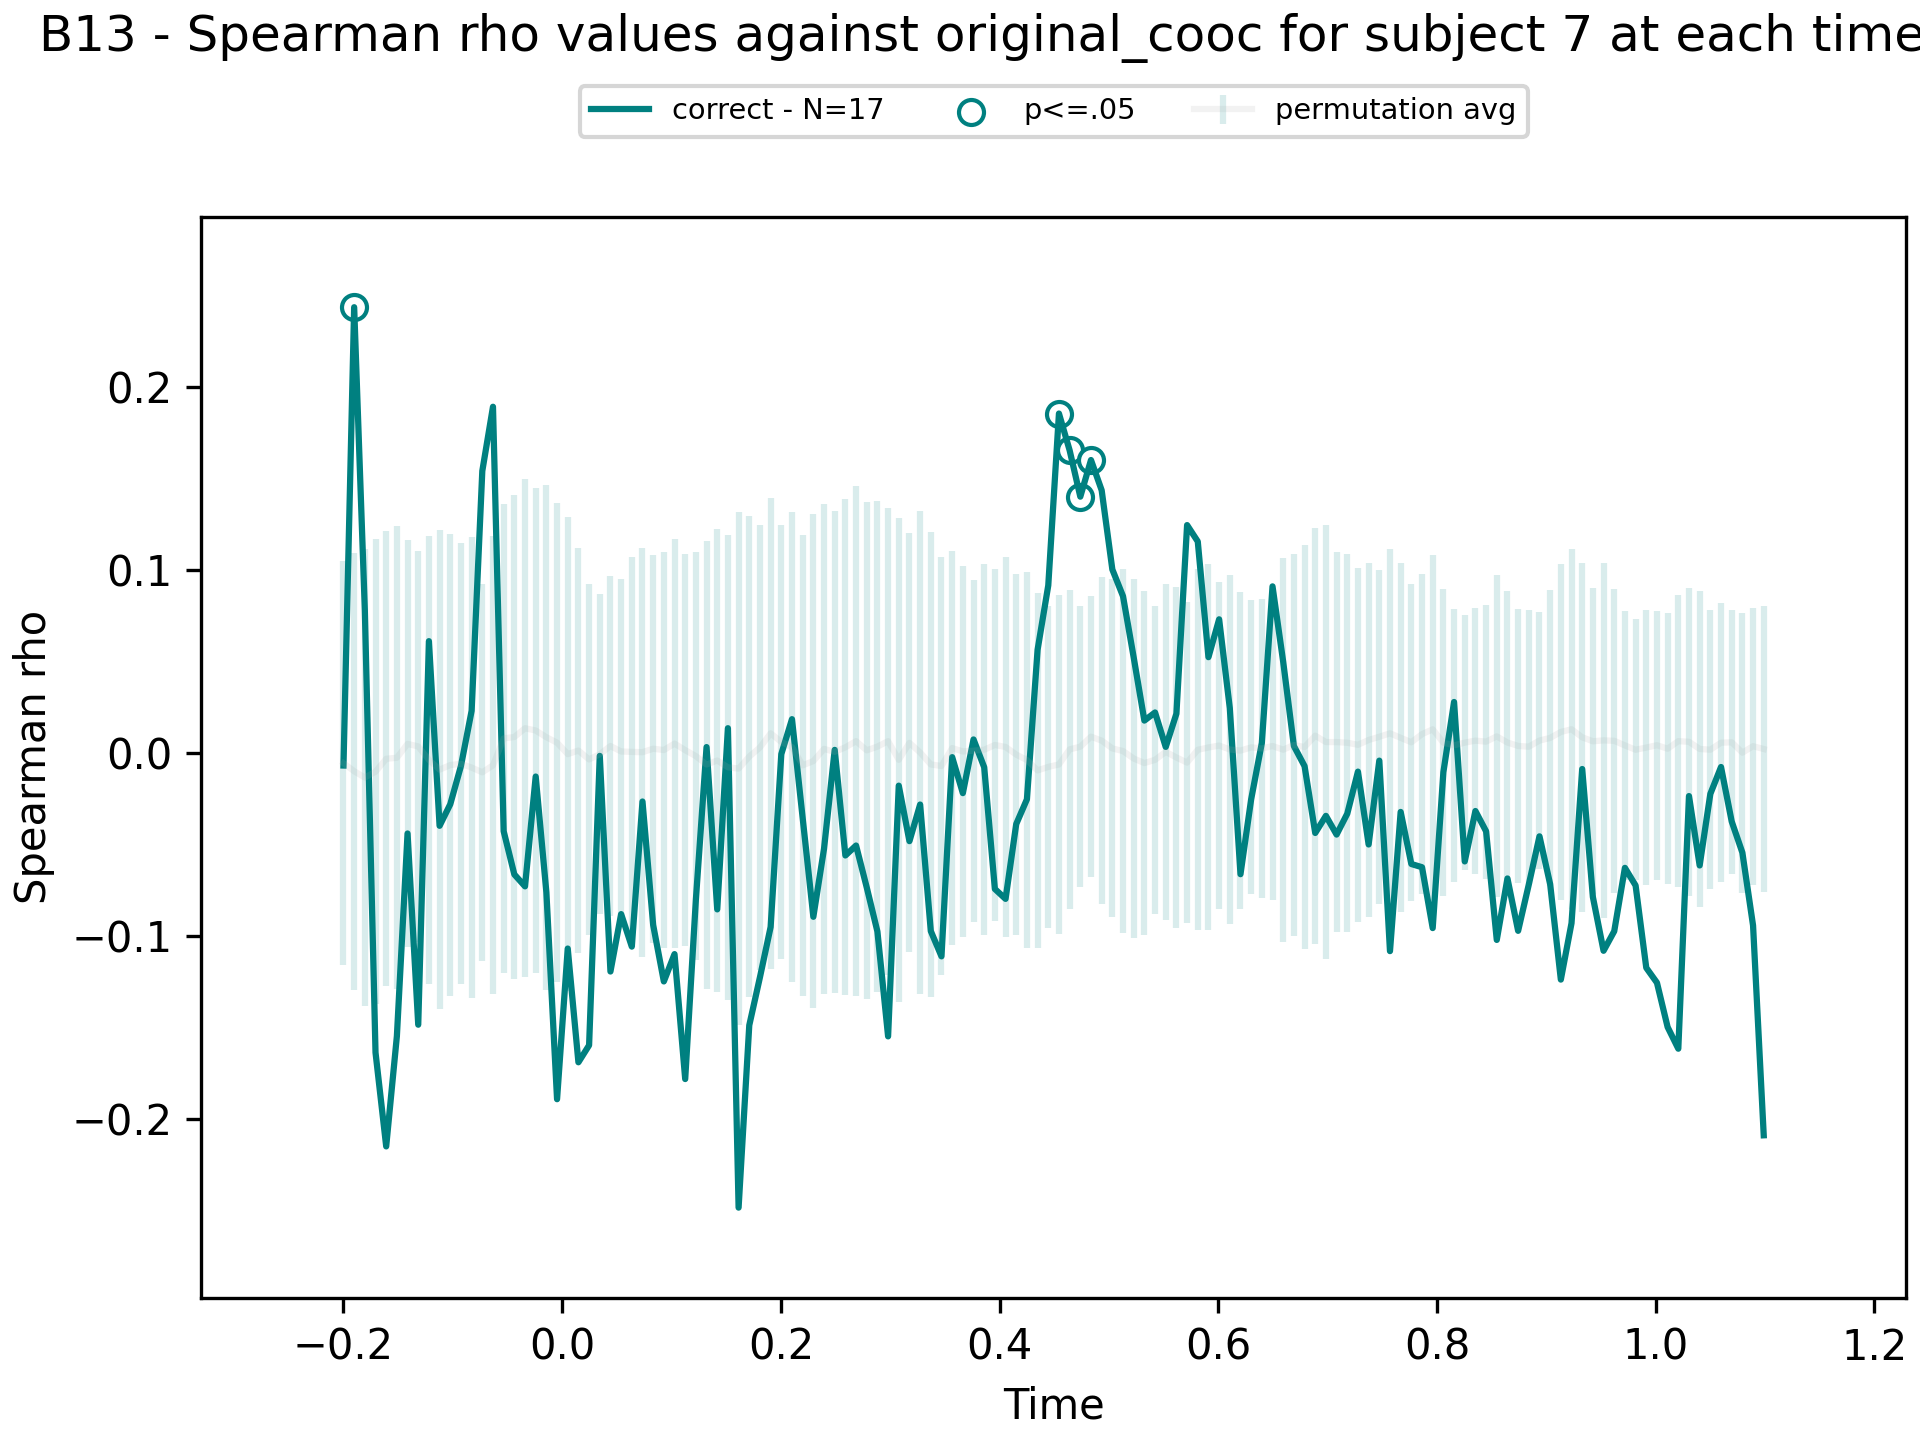 B13 - Spearman rho values against original_cooc for subject 7 at each time
correct - N=17 p<=.05 permutation avg
Spearman rho
0.2
0.1
0.0
−0.1
−0.2
−0.2 0.0 0.2 0.4 0.6 0.8 1.0 1.2
Time